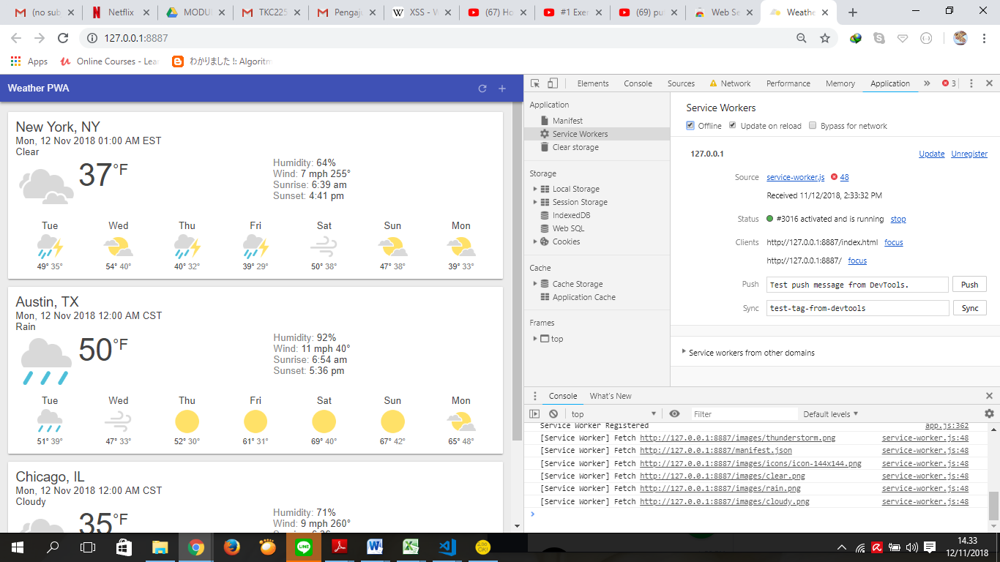 (no sub
Netflix
MODUL
TKC225
Pengaju
XSS - W
(67) Ho
#1 Exer
(69) pu
Web Se
Weathe
127.0.0.1:8887
Apps
Online Courses - Lear
わかりました !: Algoritm
Weather PWA
New York, NY
Mon, 12 Nov 2018 01:00 AM EST
Clear
37°F
Humidity: 64%
Wind: 7 mph 255°
Sunrise: 6:39 am
Sunset: 4:41 pm
Tue Wed Thu Fri Sat Sun Mon
49° 35° 54° 40° 40° 32° 39° 29° 50° 38° 47° 38° 39° 33°
Austin, TX
Mon, 12 Nov 2018 12:00 AM CST
Rain
50°F
Humidity: 92%
Wind: 11 mph 40°
Sunrise: 6:54 am
Sunset: 5:36 pm
Tue Wed Thu Fri Sat Sun Mon
51° 39° 47° 33° 52° 30° 61° 31° 69° 40° 67° 42° 65° 48°
Chicago, IL
Mon, 12 Nov 2018 12:00 AM CST
Cloudy
35°F
Humidity: 71%
Wind: 9 mph 260°
Elements Console Sources Network Performance Memory Application » 3
Application
Manifest
Service Workers
Clear storage
Storage
Local Storage
Session Storage
IndexedDB
Web SQL
Cookies
Cache
Cache Storage
Application Cache
Frames
top
Service Workers
Offline Update on reload Bypass for network
127.0.0.1 Update Unregister
Source service-worker.js 48
Received 11/12/2018, 2:33:32 PM
Status #3016 activated and is running stop
Clients http://127.0.0.1:8887/index.html focus
http://127.0.0.1:8887/ focus
Push Test push message from DevTools. Push
Sync test-tag-from-devtools Sync
Service workers from other domains
Console What's New
top Filter Default levels
Service Worker Registered app.js:362
[Service Worker] Fetch http://127.0.0.1:8887/images/thunderstorm.png service-worker.js:48
[Service Worker] Fetch http://127.0.0.1:8887/manifest.json service-worker.js:48
[Service Worker] Fetch http://127.0.0.1:8887/images/icons/icon-144x144.png service-worker.js:48
[Service Worker] Fetch http://127.0.0.1:8887/images/clear.png service-worker.js:48
[Service Worker] Fetch http://127.0.0.1:8887/images/rain.png service-worker.js:48
[Service Worker] Fetch http://127.0.0.1:8887/images/cloudy.png service-worker.js:48
LINE
14.33
12/11/2018